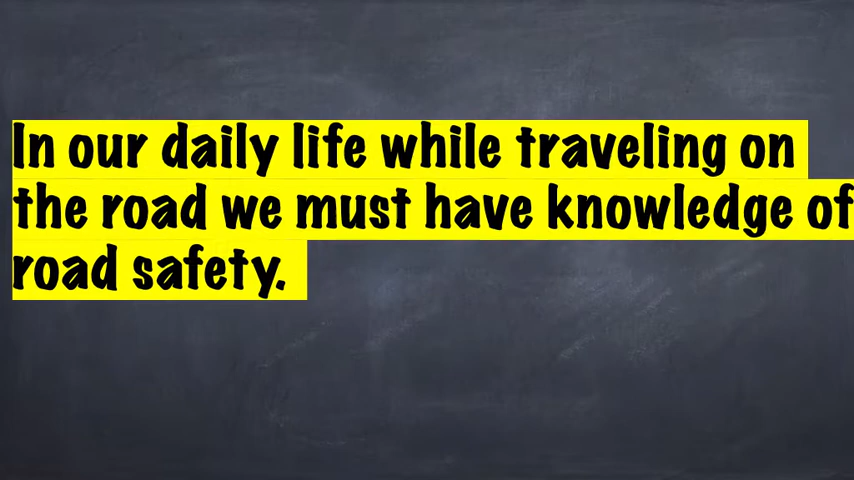 In our daily life while traveling on
the road we must have knowledge of
road safety.